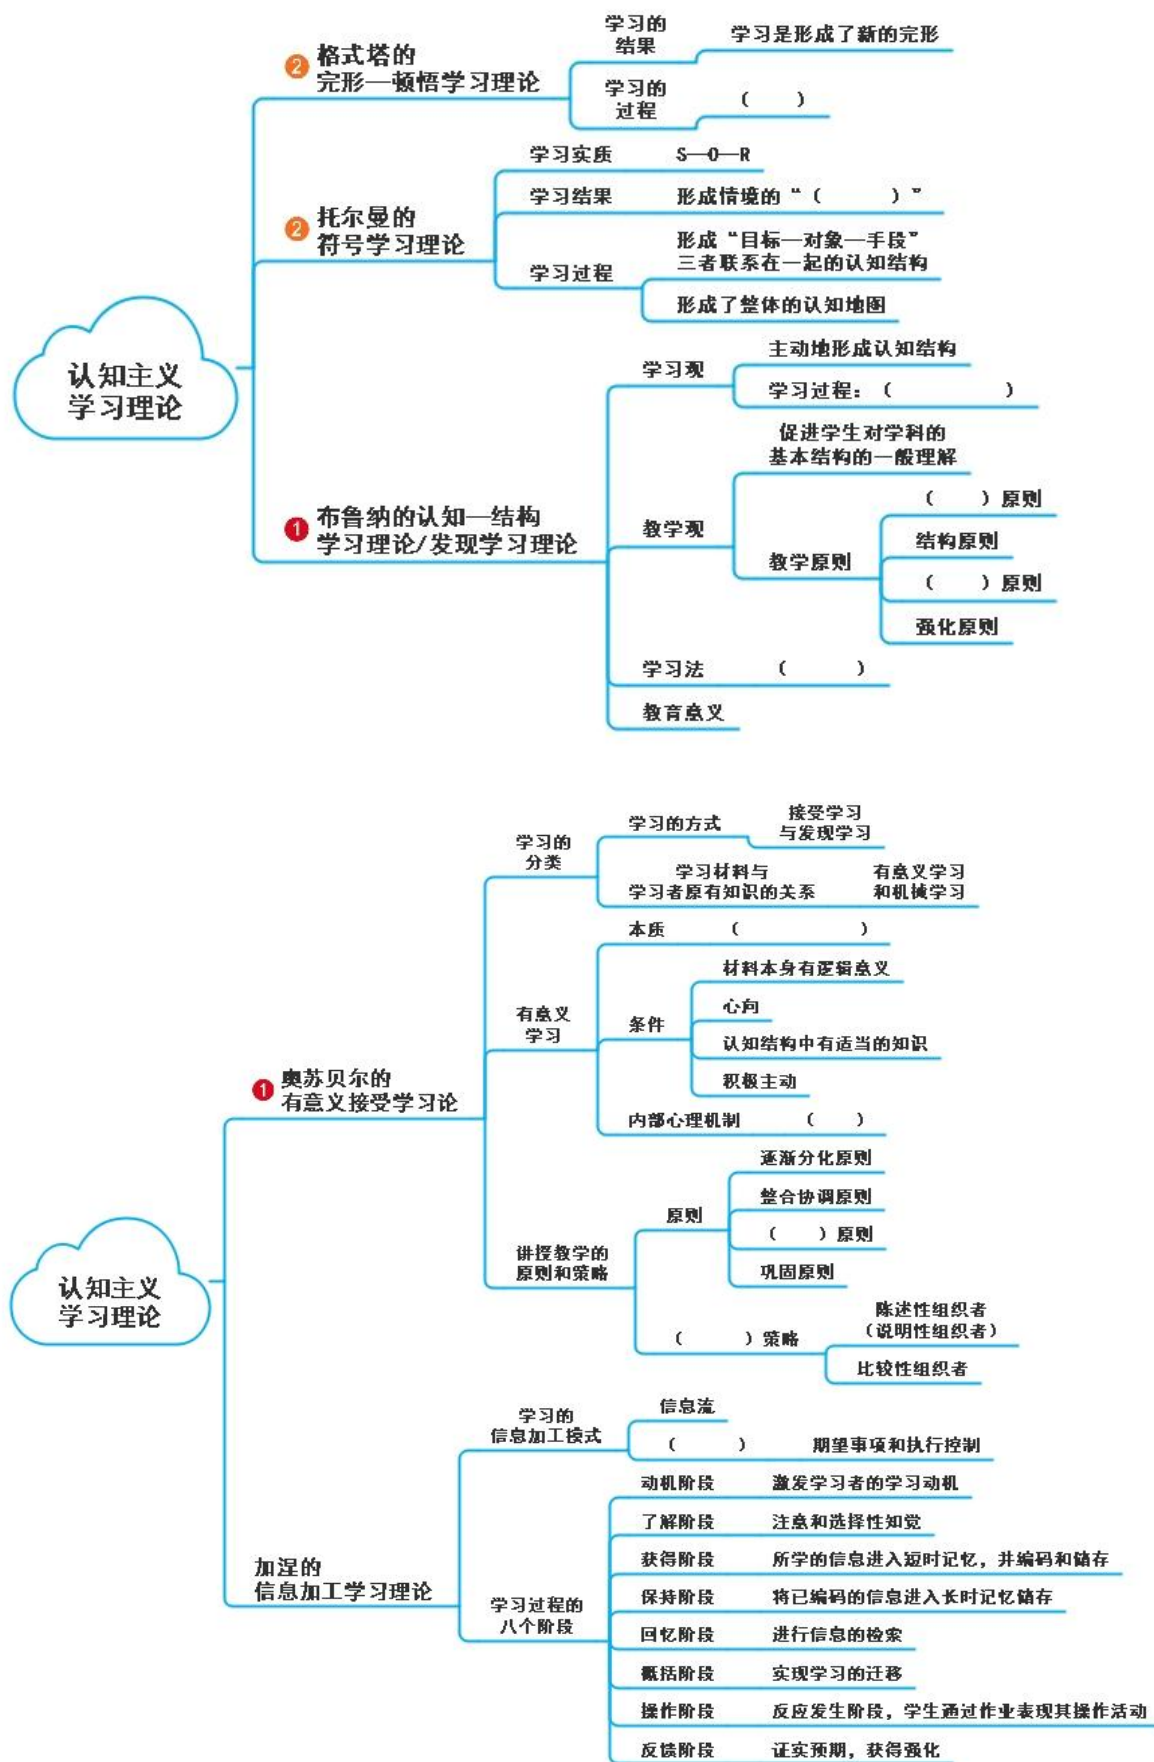 认知主义
学习理论
2 格式塔的
完形—顿悟学习理论
学习的
结果
学习是形成了新的完形
学习的
过程
（ ）
2 托尔曼的
符号学习理论
学习实质 S—O—R
学习结果 形成情境的“（ ）”
学习过程
形成“目标—对象—手段”
三者联系在一起的认知结构
形成了整体的认知地图
1 布鲁纳的认知—结构
学习理论/发现学习理论
学习观
主动地形成认知结构
学习过程：（ ）
教学观
促进学生对学科的
基本结构的一般理解
教学原则
（ ）原则
结构原则
（ ）原则
强化原则
学习法 （ ）
教育意义
认知主义
学习理论
1 奥苏贝尔的
有意义接受学习论
学习的
分类
学习的方式
接受学习
与发现学习
学习材料与
学习者原有知识的关系
有意义学习
和机械学习
有意义
学习
本质 （ ）
条件
材料本身有逻辑意义
心向
认知结构中有适当的知识
积极主动
内部心理机制 （ ）
讲授教学的
原则和策略
原则
逐渐分化原则
整合协调原则
（ ）原则
巩固原则
（ ）策略
陈述性组织者
（说明性组织者）
比较性组织者
加涅的
信息加工学习理论
学习的
信息加工模式
信息流
（ ） 期望事项和执行控制
学习过程的
八个阶段
动机阶段 激发学习者的学习动机
了解阶段 注意和选择性知觉
获得阶段 所学的信息进入短时记忆，并编码和储存
保持阶段 将已编码的信息进入长时记忆储存
回忆阶段 进行信息的检索
概括阶段 实现学习的迁移
操作阶段 反应发生阶段，学生通过作业表现其操作活动
反馈阶段 证实预期，获得强化